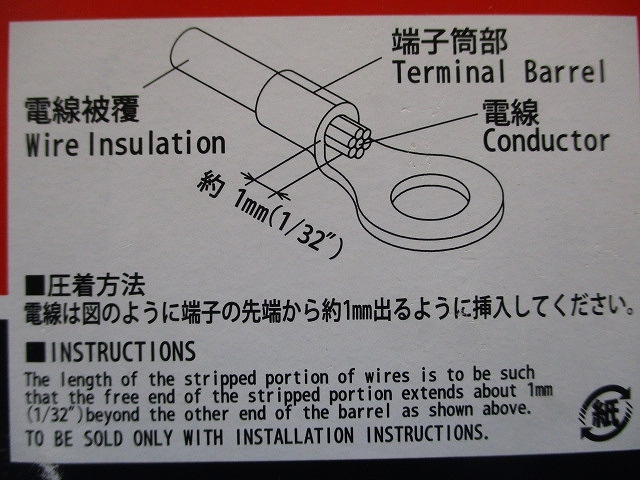 端子筒部
Terminal Barrel
電線被覆
Wire Insulation
電線
Conductor
約 1mm(1/32")
■圧着方法
電線は図のように端子の先端から約1mm出るように挿入してください。
■INSTRUCTIONS
The length of the stripped portion of wires is to be such
that the free end of the stripped portion extends about 1mm
(1/32")beyond the other end of the barrel as shown above.
TO BE SOLD ONLY WITH INSTALLATION INSTRUCTIONS.
紙